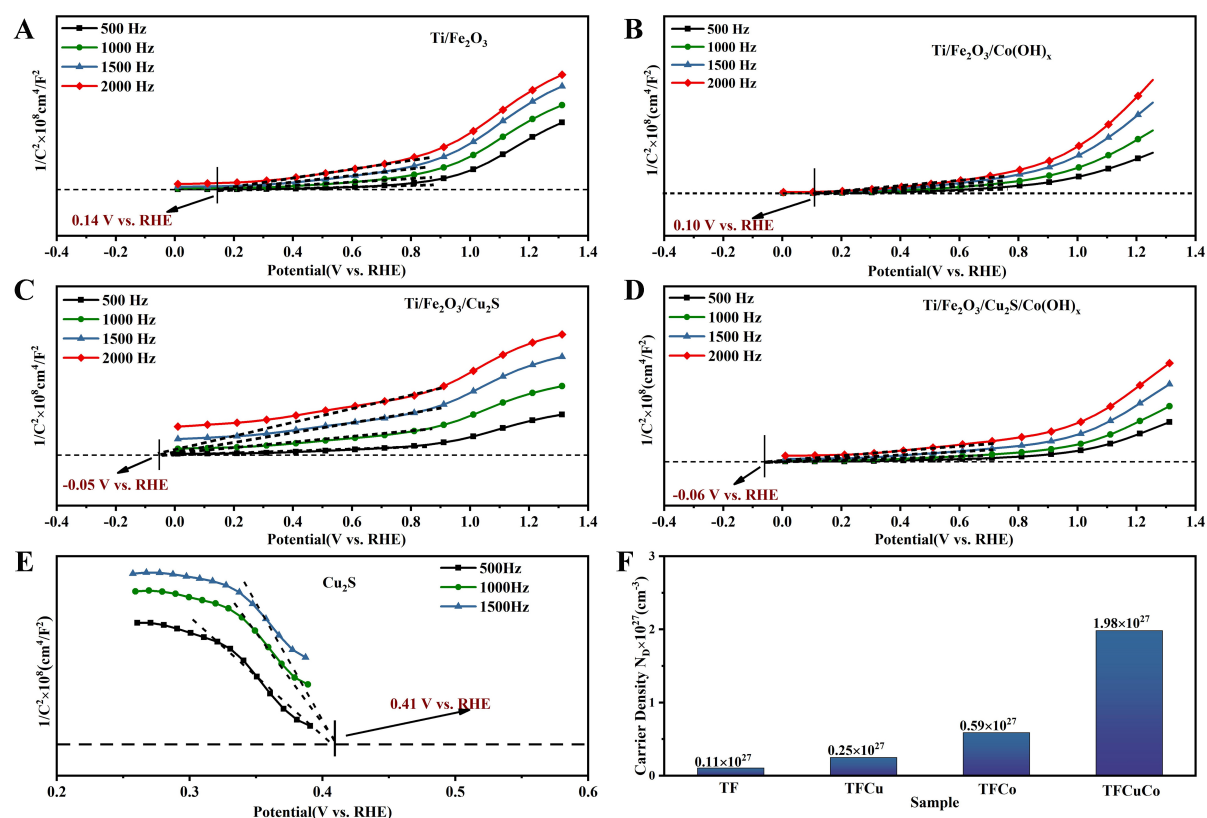 A
500 Hz
1000 Hz
1500 Hz
2000 Hz
Ti/Fe₂O₃
1/C²×10⁸cm⁴/F²
0.14 V vs. RHE
-0.4 -0.2 0.0 0.2 0.4 0.6 0.8 1.0 1.2 1.4
Potential(V vs. RHE)
B
500 Hz
1000 Hz
1500 Hz
2000 Hz
Ti/Fe₂O₃/Co(OH)ₓ
1/C²×10⁸(cm⁴/F²)
0.10 V vs. RHE
-0.4 -0.2 0.0 0.2 0.4 0.6 0.8 1.0 1.2 1.4
Potential(V vs. RHE)
C
500 Hz
1000 Hz
1500 Hz
2000 Hz
Ti/Fe₂O₃/Cu₂S
1/C²×10⁸cm⁴/F²
-0.05 V vs. RHE
-0.4 -0.2 0.0 0.2 0.4 0.6 0.8 1.0 1.2 1.4
Potential(V vs. RHE)
D
500 Hz
1000 Hz
1500 Hz
2000 Hz
Ti/Fe₂O₃/Cu₂S/Co(OH)ₓ
1/C²×10⁸(cm⁴/F²)
-0.06 V vs. RHE
-0.4 -0.2 0.0 0.2 0.4 0.6 0.8 1.0 1.2 1.4
Potential(V vs. RHE)
E
Cu₂S
500Hz
1000Hz
1500Hz
1/C²×10⁸(cm⁴/F²)
0.41 V vs. RHE
0.2 0.3 0.4 0.5 0.6
Potential(V vs. RHE)
F
Carrier Density N_D×10²⁷(cm⁻³)
3
2
1
0
0.11×10²⁷
0.25×10²⁷
0.59×10²⁷
1.98×10²⁷
TF TFCu TFCo TFCuCo
Sample